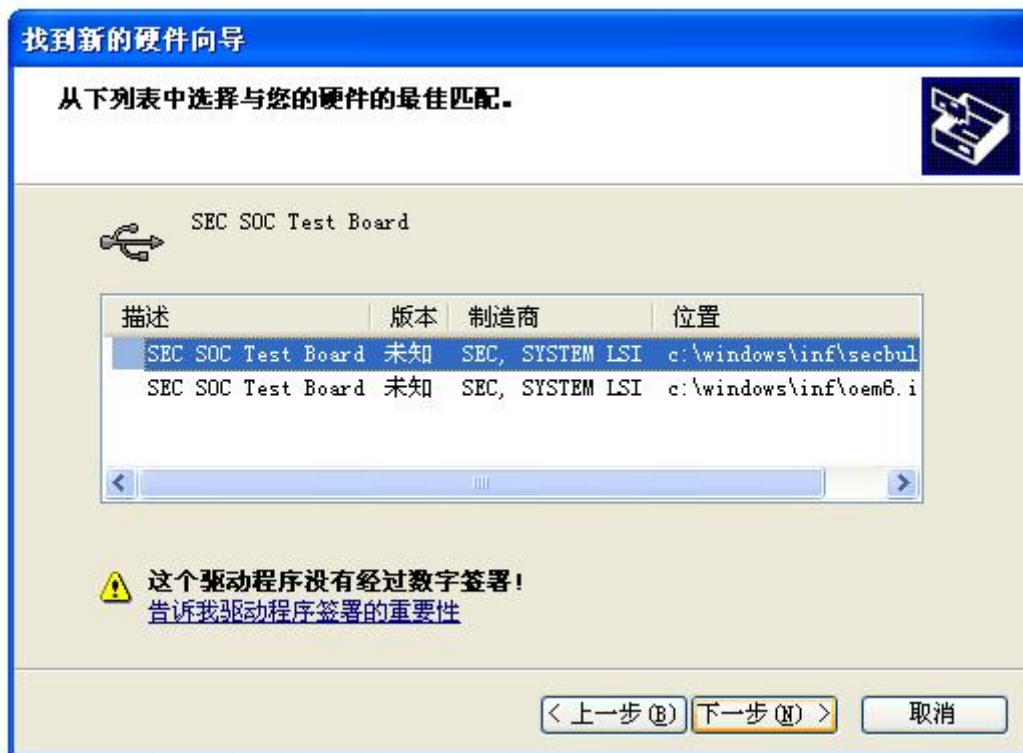 找到新的硬件向导
从下列表中选择与您的硬件的最佳匹配。
SEC SOC Test Board
描述 版本 制造商 位置
SEC SOC Test Board 未知 SEC, SYSTEM LSI c:\windows\inf\secbul
SEC SOC Test Board 未知 SEC, SYSTEM LSI c:\windows\inf\oem6.i
这个驱动程序没有经过数字签署!
告诉我驱动程序签署的重要性
< 上一步(B) 下一步(N) > 取消